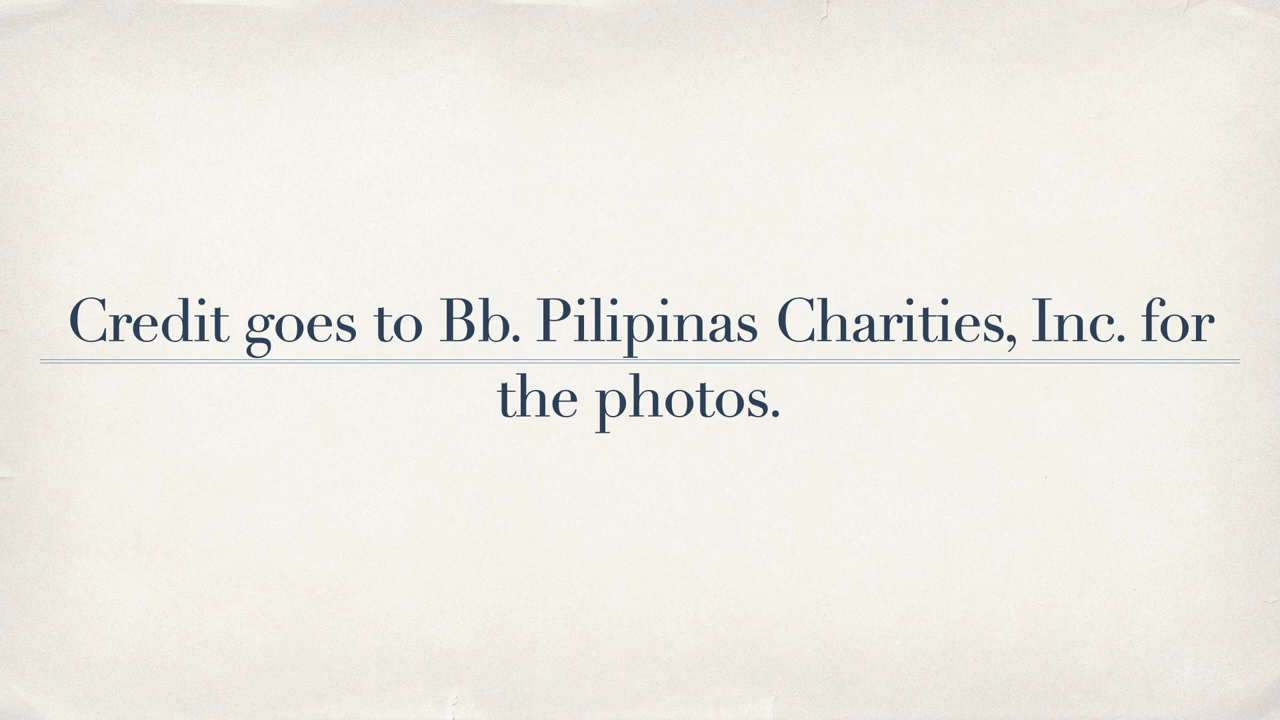 Credit goes to Bb. Pilipinas Charities, Inc. for
the photos.